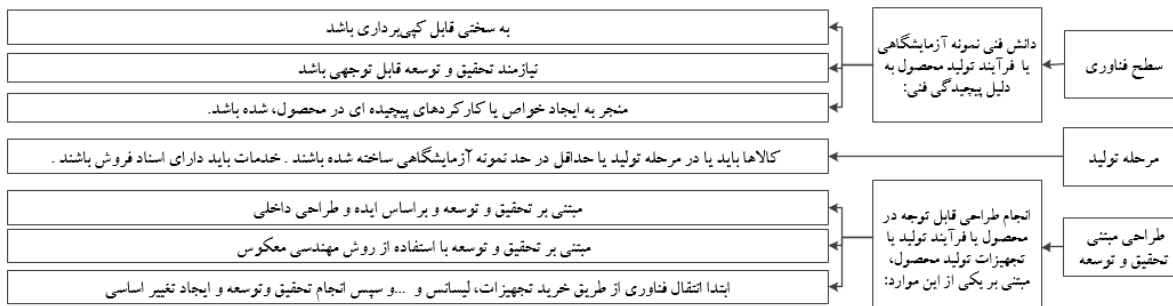 سطح فناوری
دانش فنی نمونه آزمایشگاهی
یا فرآیند تولید محصول به
دلیل پیچیدگی فنی:
به سختی قابل کپی‌برداری باشد
نیازمند تحقیق و توسعه قابل توجهی باشد
منجر به ایجاد خواص یا کارکردهای پیچیده ای در محصول، شده باشد.
مرحله تولید
کالاها باید یا در مرحله تولید یا حداقل در حد نمونه آزمایشگاهی ساخته شده باشند . خدمات باید دارای اسناد فروش باشند .
طراحی مبتنی
تحقیق و توسعه
انجام طراحی قابل توجه در
محصول یا فرآیند تولید یا
تجهیزات تولید محصول،
مبتنی بر یکی از این موارد:
مبتنی بر تحقیق و توسعه و براساس ایده و طراحی داخلی
مبتنی بر تحقیق و توسعه با استفاده از روش مهندسی معکوس
ابتدا انتقال فناوری از طریق خرید تجهیزات، لیسانس و ...و سپس انجام تحقیق وتوسعه و ایجاد تغییر اساسی